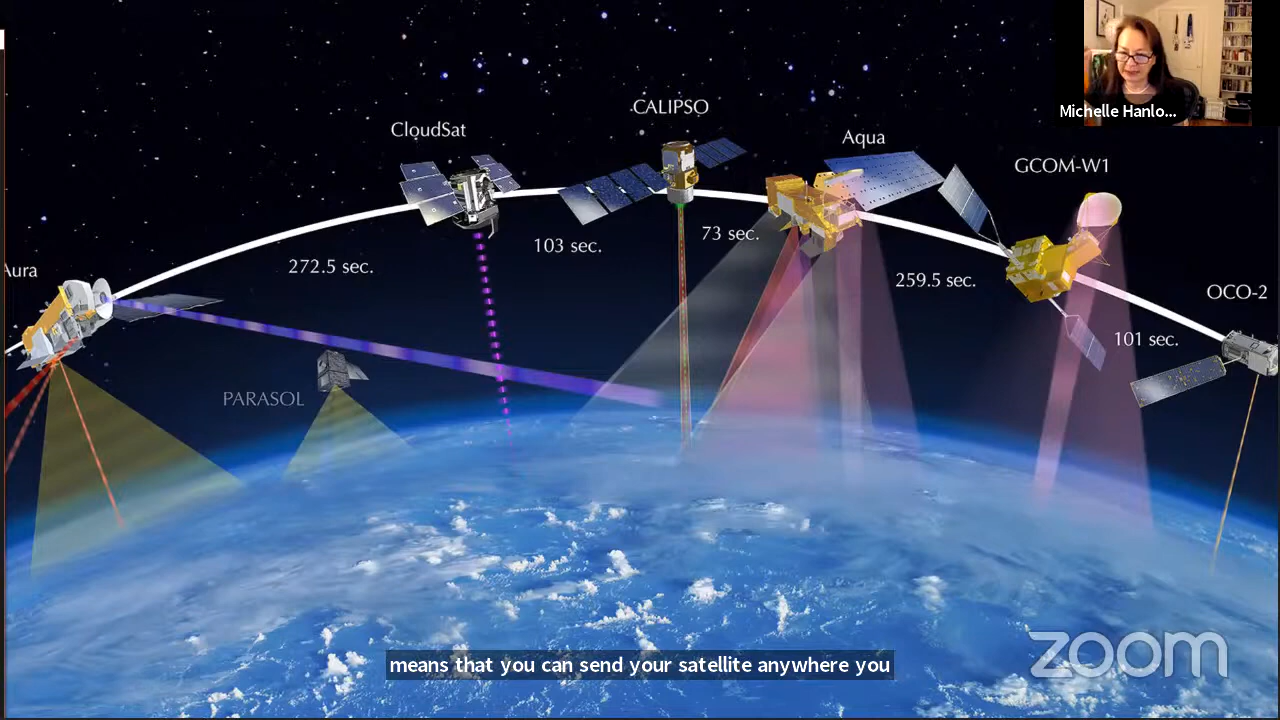 Michelle Hanlo...
CALIPSO
CloudSat
Aqua
GCOM-W1
103 sec.
73 sec.
272.5 sec.
259.5 sec.
Aura
OCO-2
101 sec.
PARASOL
zoom
means that you can send your satellite anywhere you